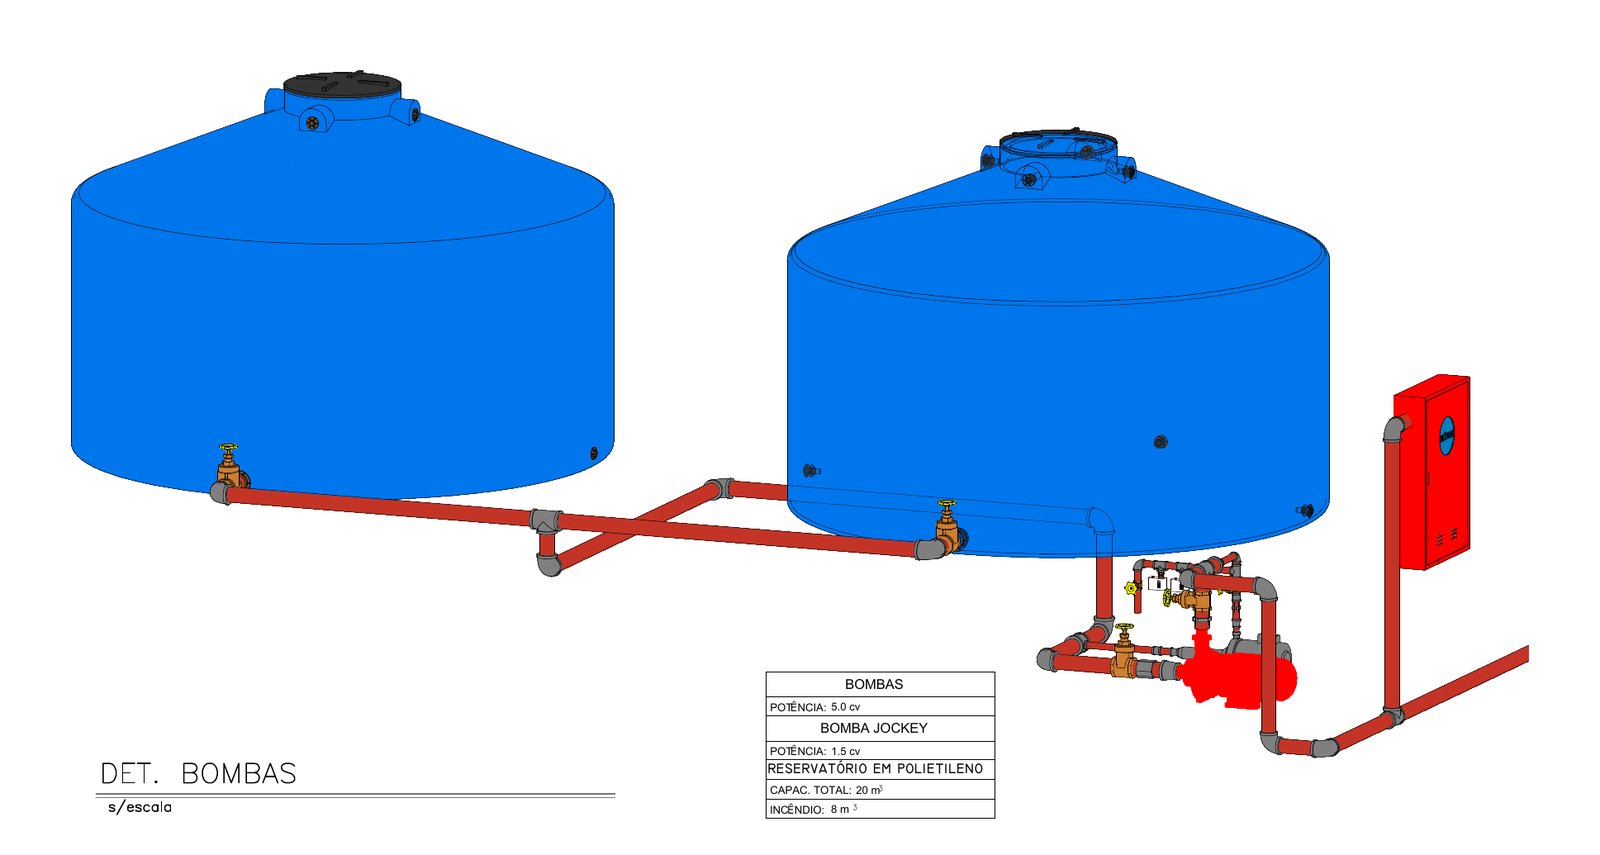 BOMBAS
POTÊNCIA: 5.0 cv
BOMBA JOCKEY
POTÊNCIA: 1.5 cv
RESERVATÓRIO EM POLIETILENO
CAPAC. TOTAL: 20 m³
INCÊNDIO: 8 m ³
DET. BOMBAS
s/escala